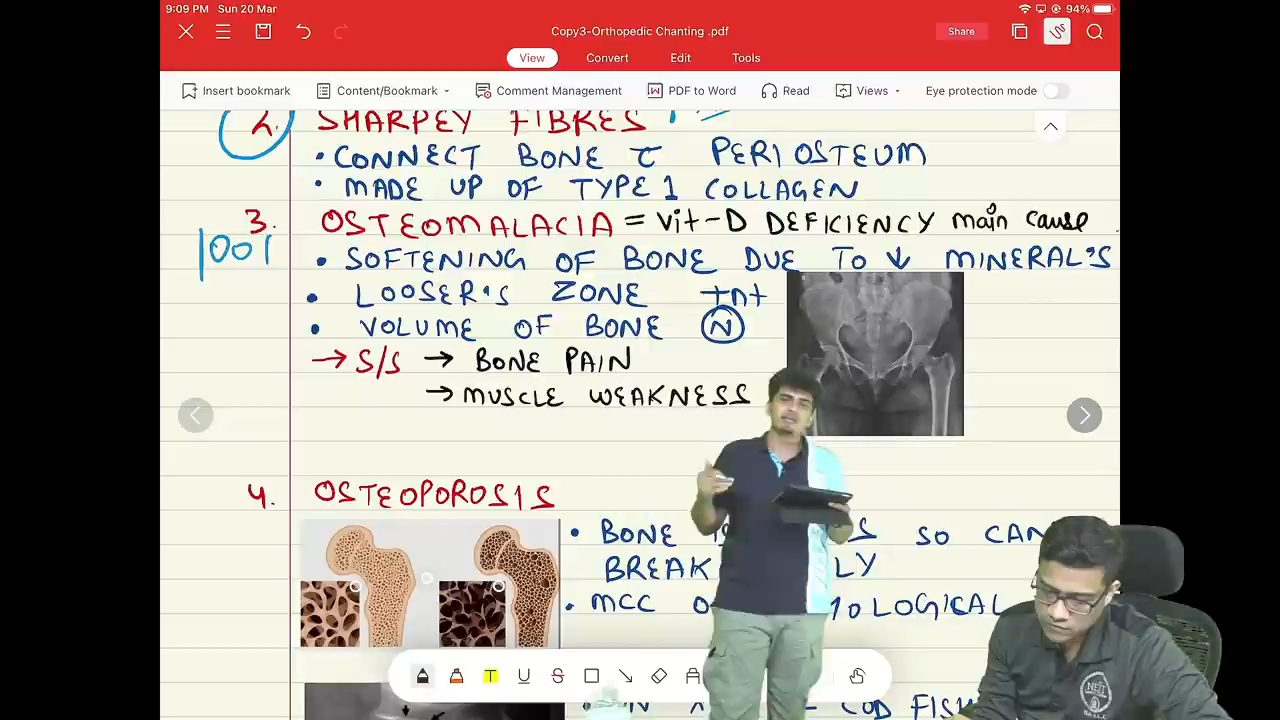 9:09 PM Sun 20 Mar
94%
Copy3-Orthopedic Chanting .pdf
Share
View Convert Edit Tools
Insert bookmark Content/Bookmark Comment Management PDF to Word Read Views Eye protection mode
2. SHARPEY FIBRES
• CONNECT BONE c̄ PERIOSTEUM
• MADE UP OF TYPE 1 COLLAGEN
3. OSTEOMALACIA = Vit-D DEFICIENCY main cause
1001
• SOFTENING OF BONE DUE TO ↓ MINERAL'S
• LOOSER'S ZONE +nt
• VOLUME OF BONE N
→ S/S → BONE PAIN
→ MUSCLE WEAKNESS
4. OSTEOPOROSIS
• BONE SO CAN
BREAK LY
• MCC OLOGICAL
COD FISH
NEET